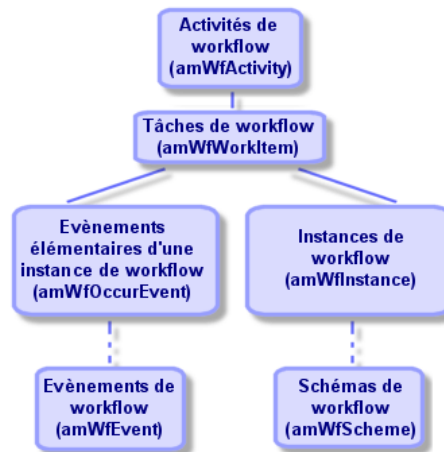 Activités de
workflow
(amWfActivity)
Tâches de workflow
(amWfWorkItem)
Evènements
élémentaires d'une
instance de workflow
(amWfOccurEvent)
Instances de
workflow
(amWfInstance)
Evènements de
workflow
(amWfEvent)
Schémas de
workflow
(amWfScheme)